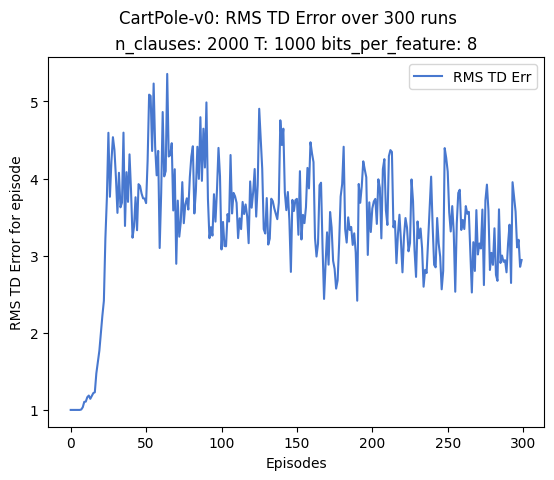 CartPole-v0: RMS TD Error over 300 runs
n_clauses: 2000 T: 1000 bits_per_feature: 8
RMS TD Err
RMS TD Error for episode
5
4
3
2
1
0
50
100
150
200
250
300
Episodes